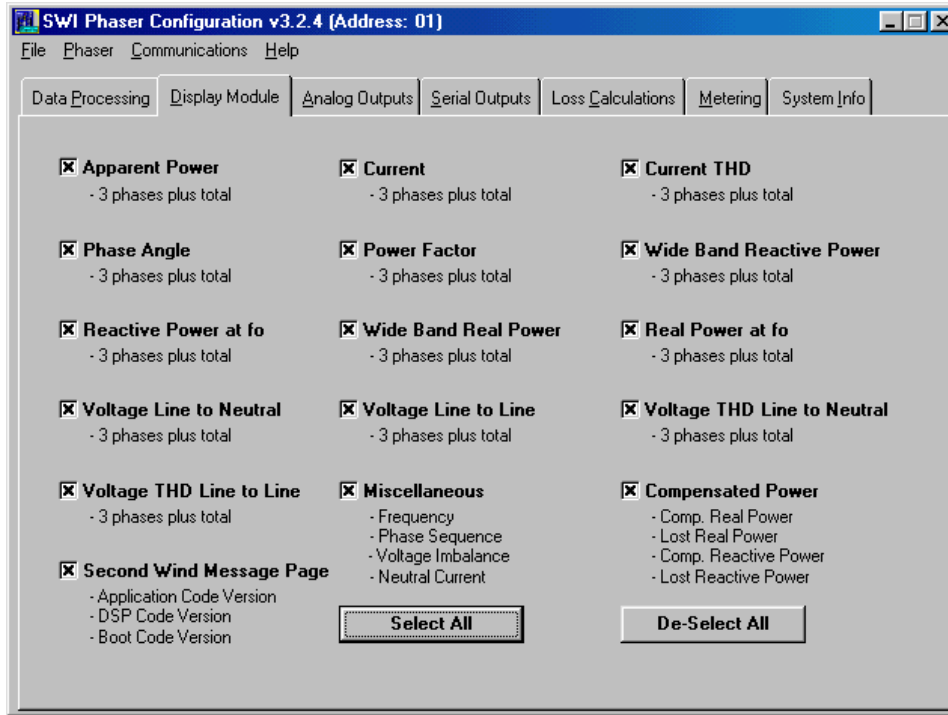 SWI Phaser Configuration v3.2.4 (Address: 01)
File Phaser Communications Help
Data Processing Display Module Analog Outputs Serial Outputs Loss Calculations Metering System Info
Apparent Power
- 3 phases plus total
Current
- 3 phases plus total
Current THD
- 3 phases plus total
Phase Angle
- 3 phases plus total
Power Factor
- 3 phases plus total
Wide Band Reactive Power
- 3 phases plus total
Reactive Power at fo
- 3 phases plus total
Wide Band Real Power
- 3 phases plus total
Real Power at fo
- 3 phases plus total
Voltage Line to Neutral
- 3 phases plus total
Voltage Line to Line
- 3 phases plus total
Voltage THD Line to Neutral
- 3 phases plus total
Voltage THD Line to Line
- 3 phases plus total
Miscellaneous
- Frequency
- Phase Sequence
- Voltage Imbalance
- Neutral Current
Compensated Power
- Comp. Real Power
- Lost Real Power
- Comp. Reactive Power
- Lost Reactive Power
Second Wind Message Page
- Application Code Version
- DSP Code Version
- Boot Code Version
Select All
De-Select All